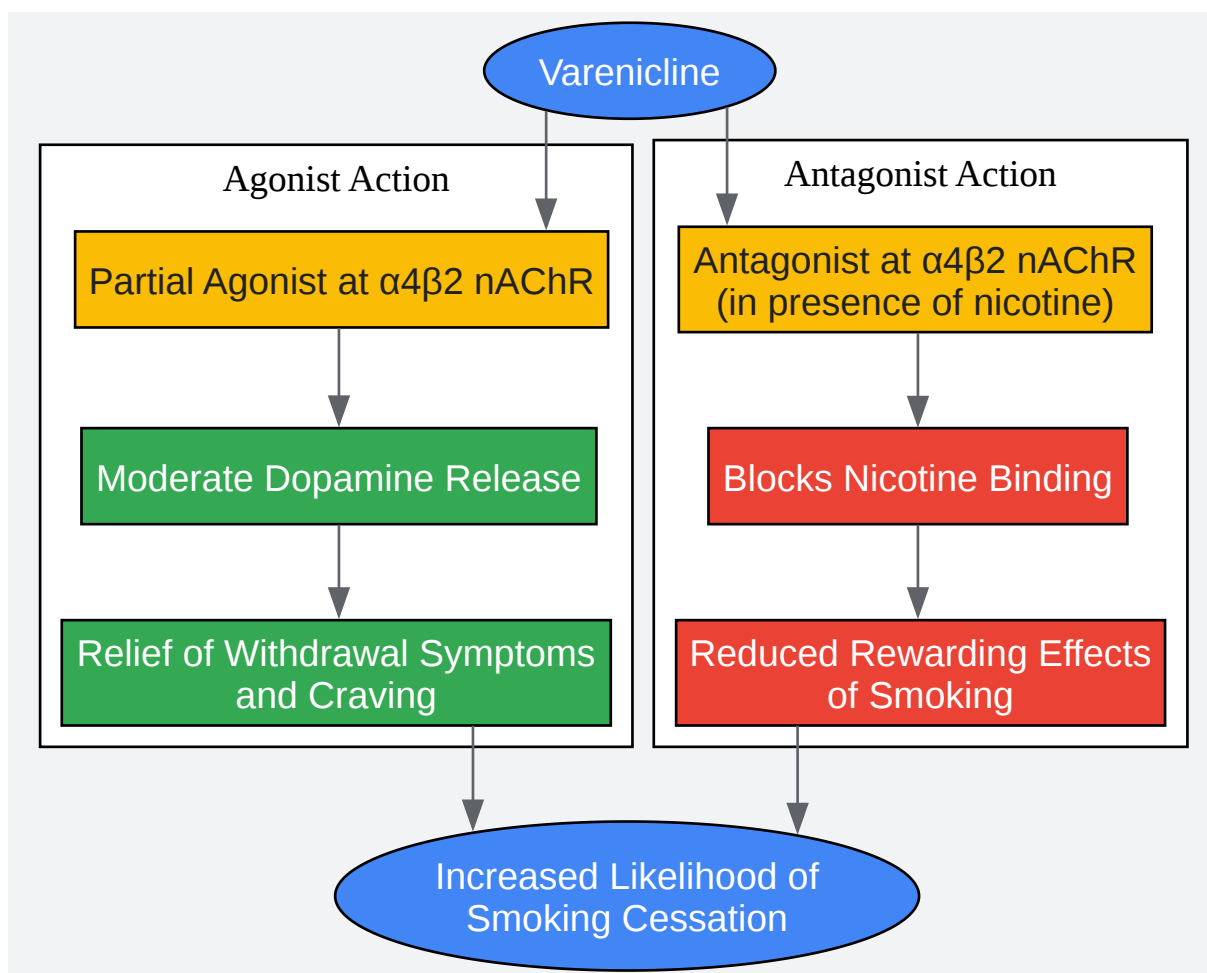 Varenicline
Agonist Action
Partial Agonist at α4β2 nAChR
Moderate Dopamine Release
Relief of Withdrawal Symptoms
and Craving
Antagonist Action
Antagonist at α4β2 nAChR
(in presence of nicotine)
Blocks Nicotine Binding
Reduced Rewarding Effects
of Smoking
Increased Likelihood of
Smoking Cessation